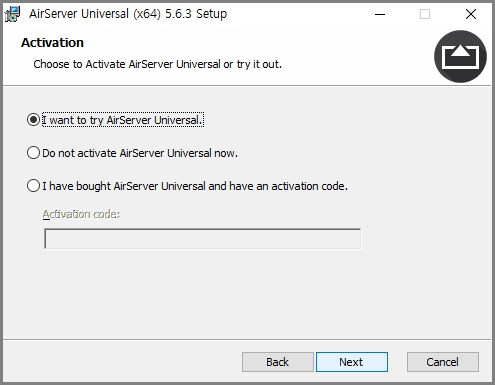 AirServer Universal (x64) 5.6.3 Setup
Activation
Choose to Activate AirServer Universal or try it out.
I want to try AirServer Universal.
Do not activate AirServer Universal now.
I have bought AirServer Universal and have an activation code.
Activation code:
Back Next Cancel